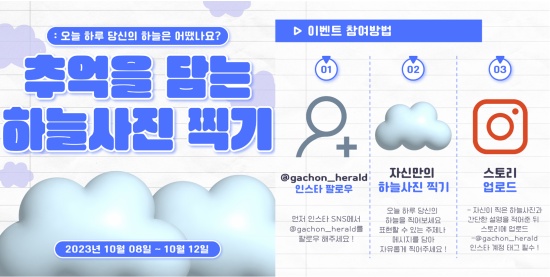 : 오늘 하루 당신의 하늘은 어땠나요?
추억을 담는
하늘사진 찍기
2023년 10월 08일 ~ 10월 12일
▷ 이벤트 참여방법
01
@gachon_herald
인스타 팔로우
먼저 인스타 SNS에서
@gachon_herald를
팔로우 해주세요 !
02
자신만의
하늘사진 찍기
오늘 하루 당신의
하늘을 찍어보세요
표현할 수 있는 주제나
메시지를 담아
자유롭게 찍어주세요!
03
스토리
업로드
- 자신이 찍은 하늘사진과
간단한 설명을 적어준 뒤
스토리에 업로드
-@gachon_herald
인스타 계정 태그 필수 !